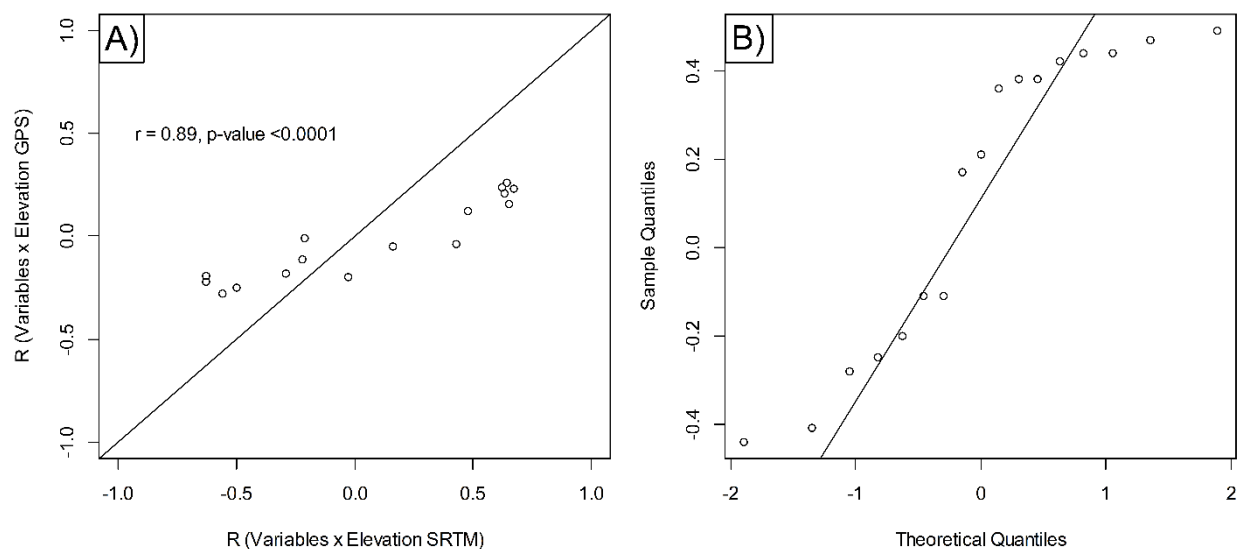 A)
1.0
0.5
0.0
-0.5
-1.0
R (Variables x Elevation GPS)
r = 0.89, p-value <0.0001
-1.0 -0.5 0.0 0.5 1.0
R (Variables x Elevation SRTM)
B)
0.4
0.2
0.0
-0.2
-0.4
Sample Quantiles
-2 -1 0 1 2
Theoretical Quantiles